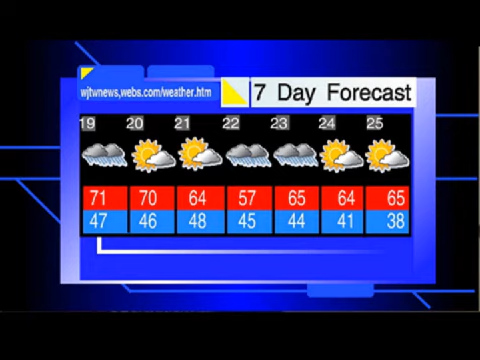 wjtwnews,webs.com/weather.htm
7 Day Forecast
19 20 21 22 23 24 25
71 70 64 57 65 64 65
47 46 48 45 44 41 38